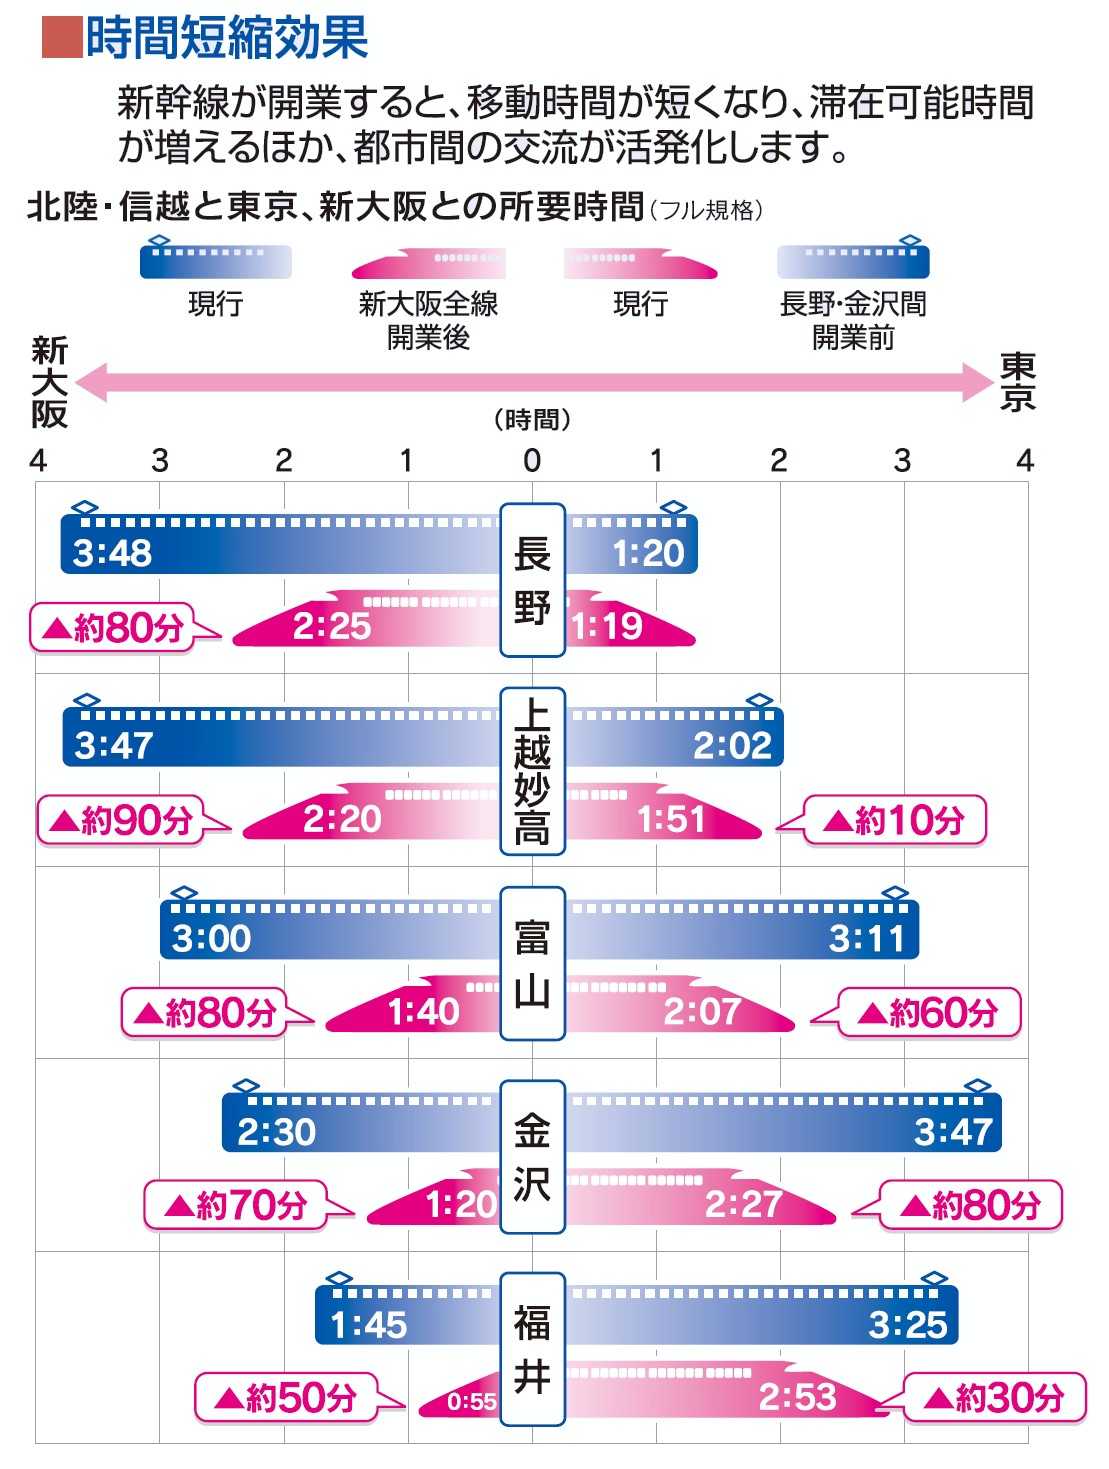 時間短縮効果
新幹線が開業すると、移動時間が短くなり、滞在可能時間
が増えるほか、都市間の交流が活発化します。
北陸・信越と東京、新大阪との所要時間(フル規格)
現行
新大阪全線
開業後
現行
長野・金沢間
開業前
新大阪
東京
(時間)
4 3 2 1 0 1 2 3 4
長野
3:48 1:20
2:25 1:19
▲約80分
上越妙高
3:47 2:02
2:20 1:51
▲約90分 ▲約10分
富山
3:00 3:11
1:40 2:07
▲約80分 ▲約60分
金沢
2:30 3:47
1:20 2:27
▲約70分 ▲約80分
福井
1:45 3:25
0:55 2:53
▲約50分 ▲約30分